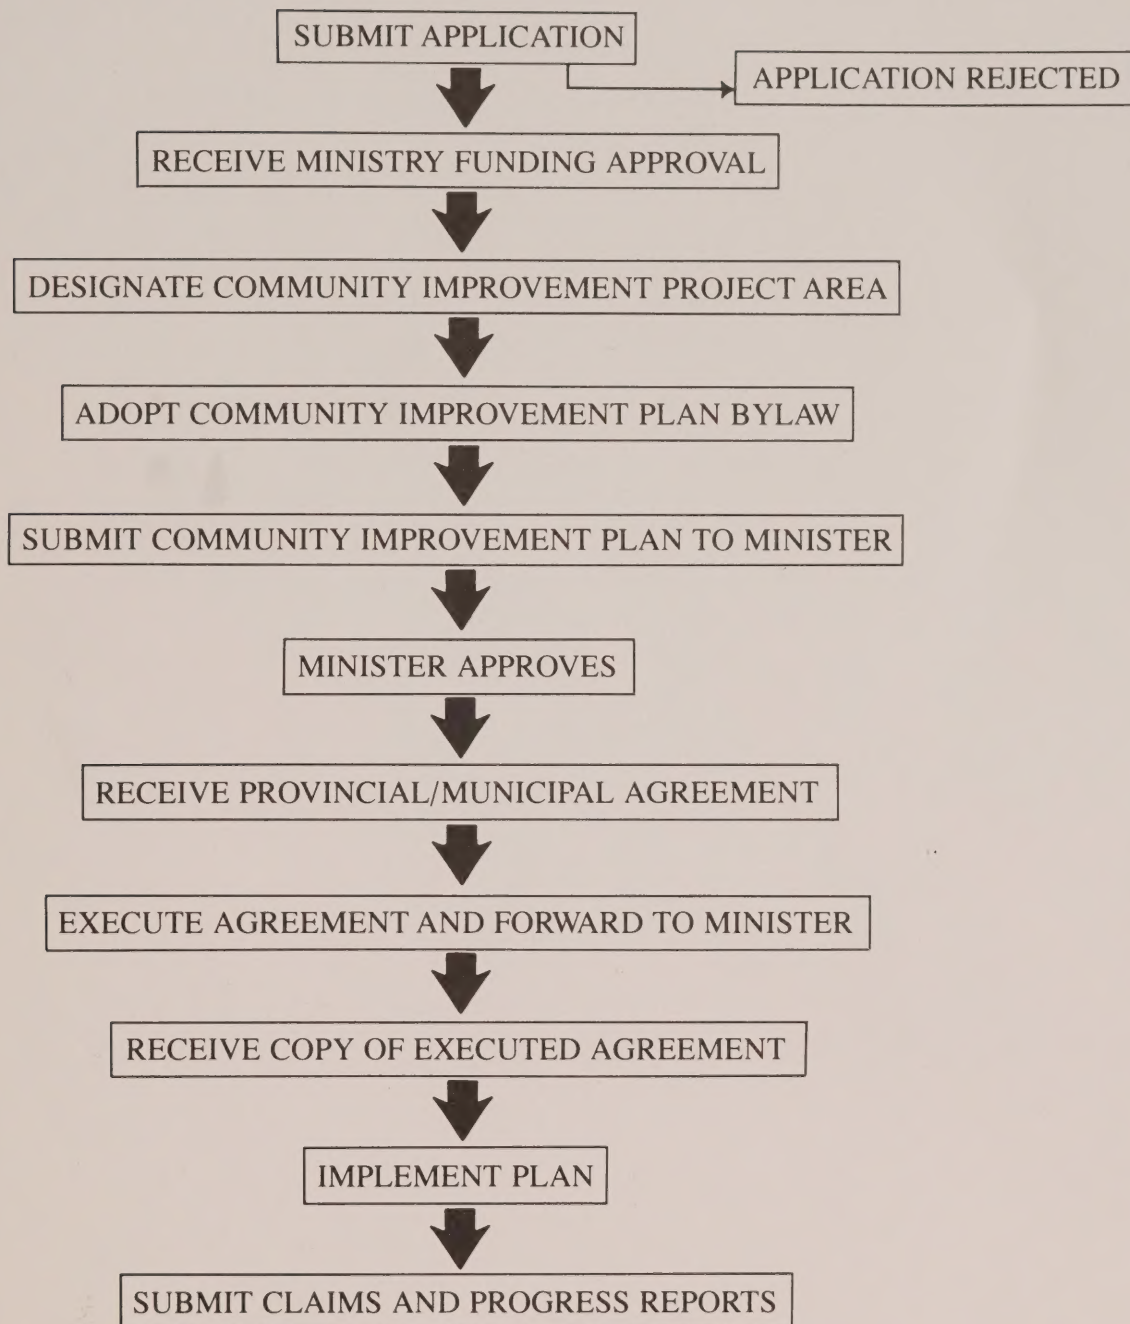 SUBMIT APPLICATION
APPLICATION REJECTED
RECEIVE MINISTRY FUNDING APPROVAL
DESIGNATE COMMUNITY IMPROVEMENT PROJECT AREA
ADOPT COMMUNITY IMPROVEMENT PLAN BYLAW
SUBMIT COMMUNITY IMPROVEMENT PLAN TO MINISTER
MINISTER APPROVES
RECEIVE PROVINCIAL/MUNICIPAL AGREEMENT
EXECUTE AGREEMENT AND FORWARD TO MINISTER
RECEIVE COPY OF EXECUTED AGREEMENT
IMPLEMENT PLAN
SUBMIT CLAIMS AND PROGRESS REPORTS